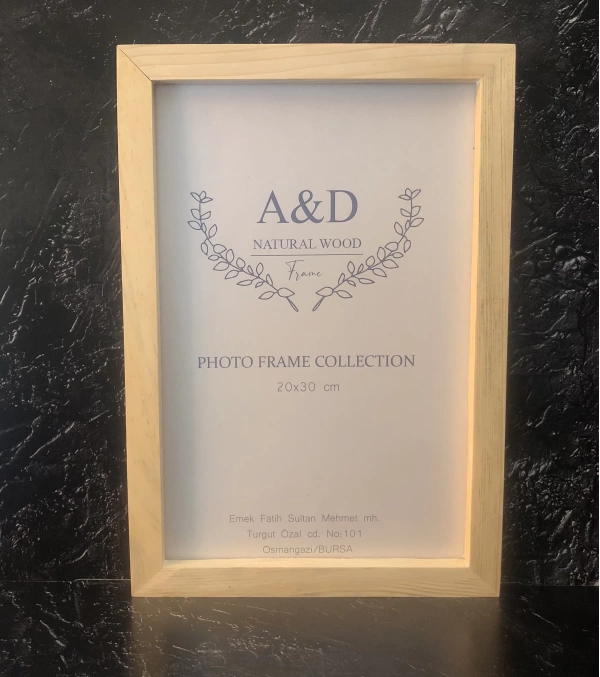 A&D
NATURAL WOOD
Frame
PHOTO FRAME COLLECTION
20x30 cm
Emek Fatih Sultan Mehmet mh.
Turgut Özal cd. No:101
Osmangazi/BURSA